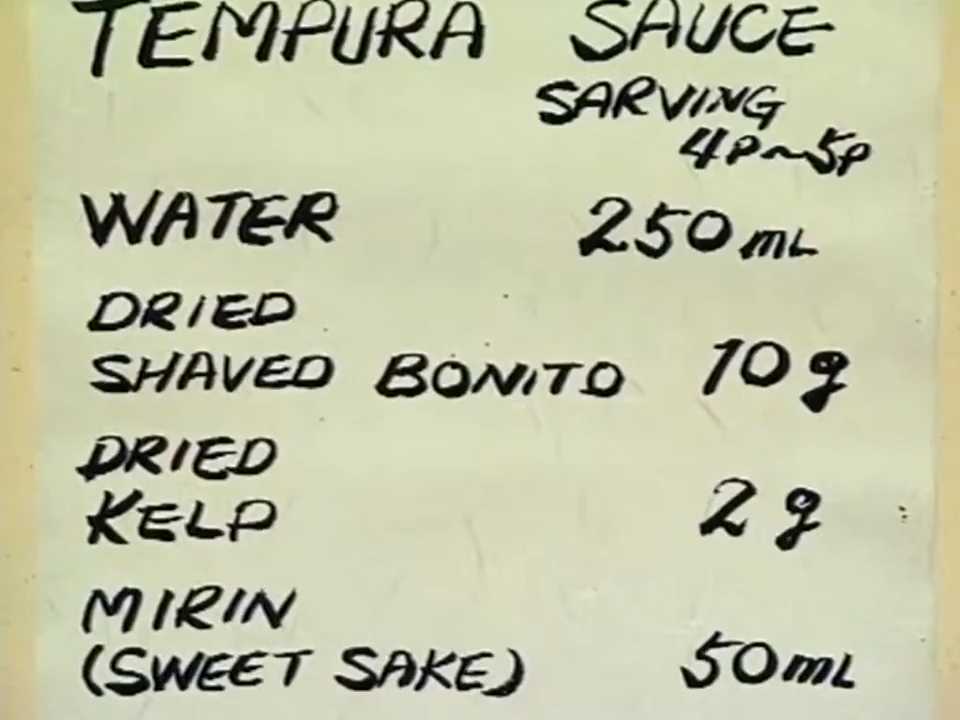 TEMPURA SAUCE
SARVING
4P~5P
WATER 250mL
DRIED
SHAVED BONITO 10g
DRIED
KELP 2g
MIRIN
(SWEET SAKE) 50mL